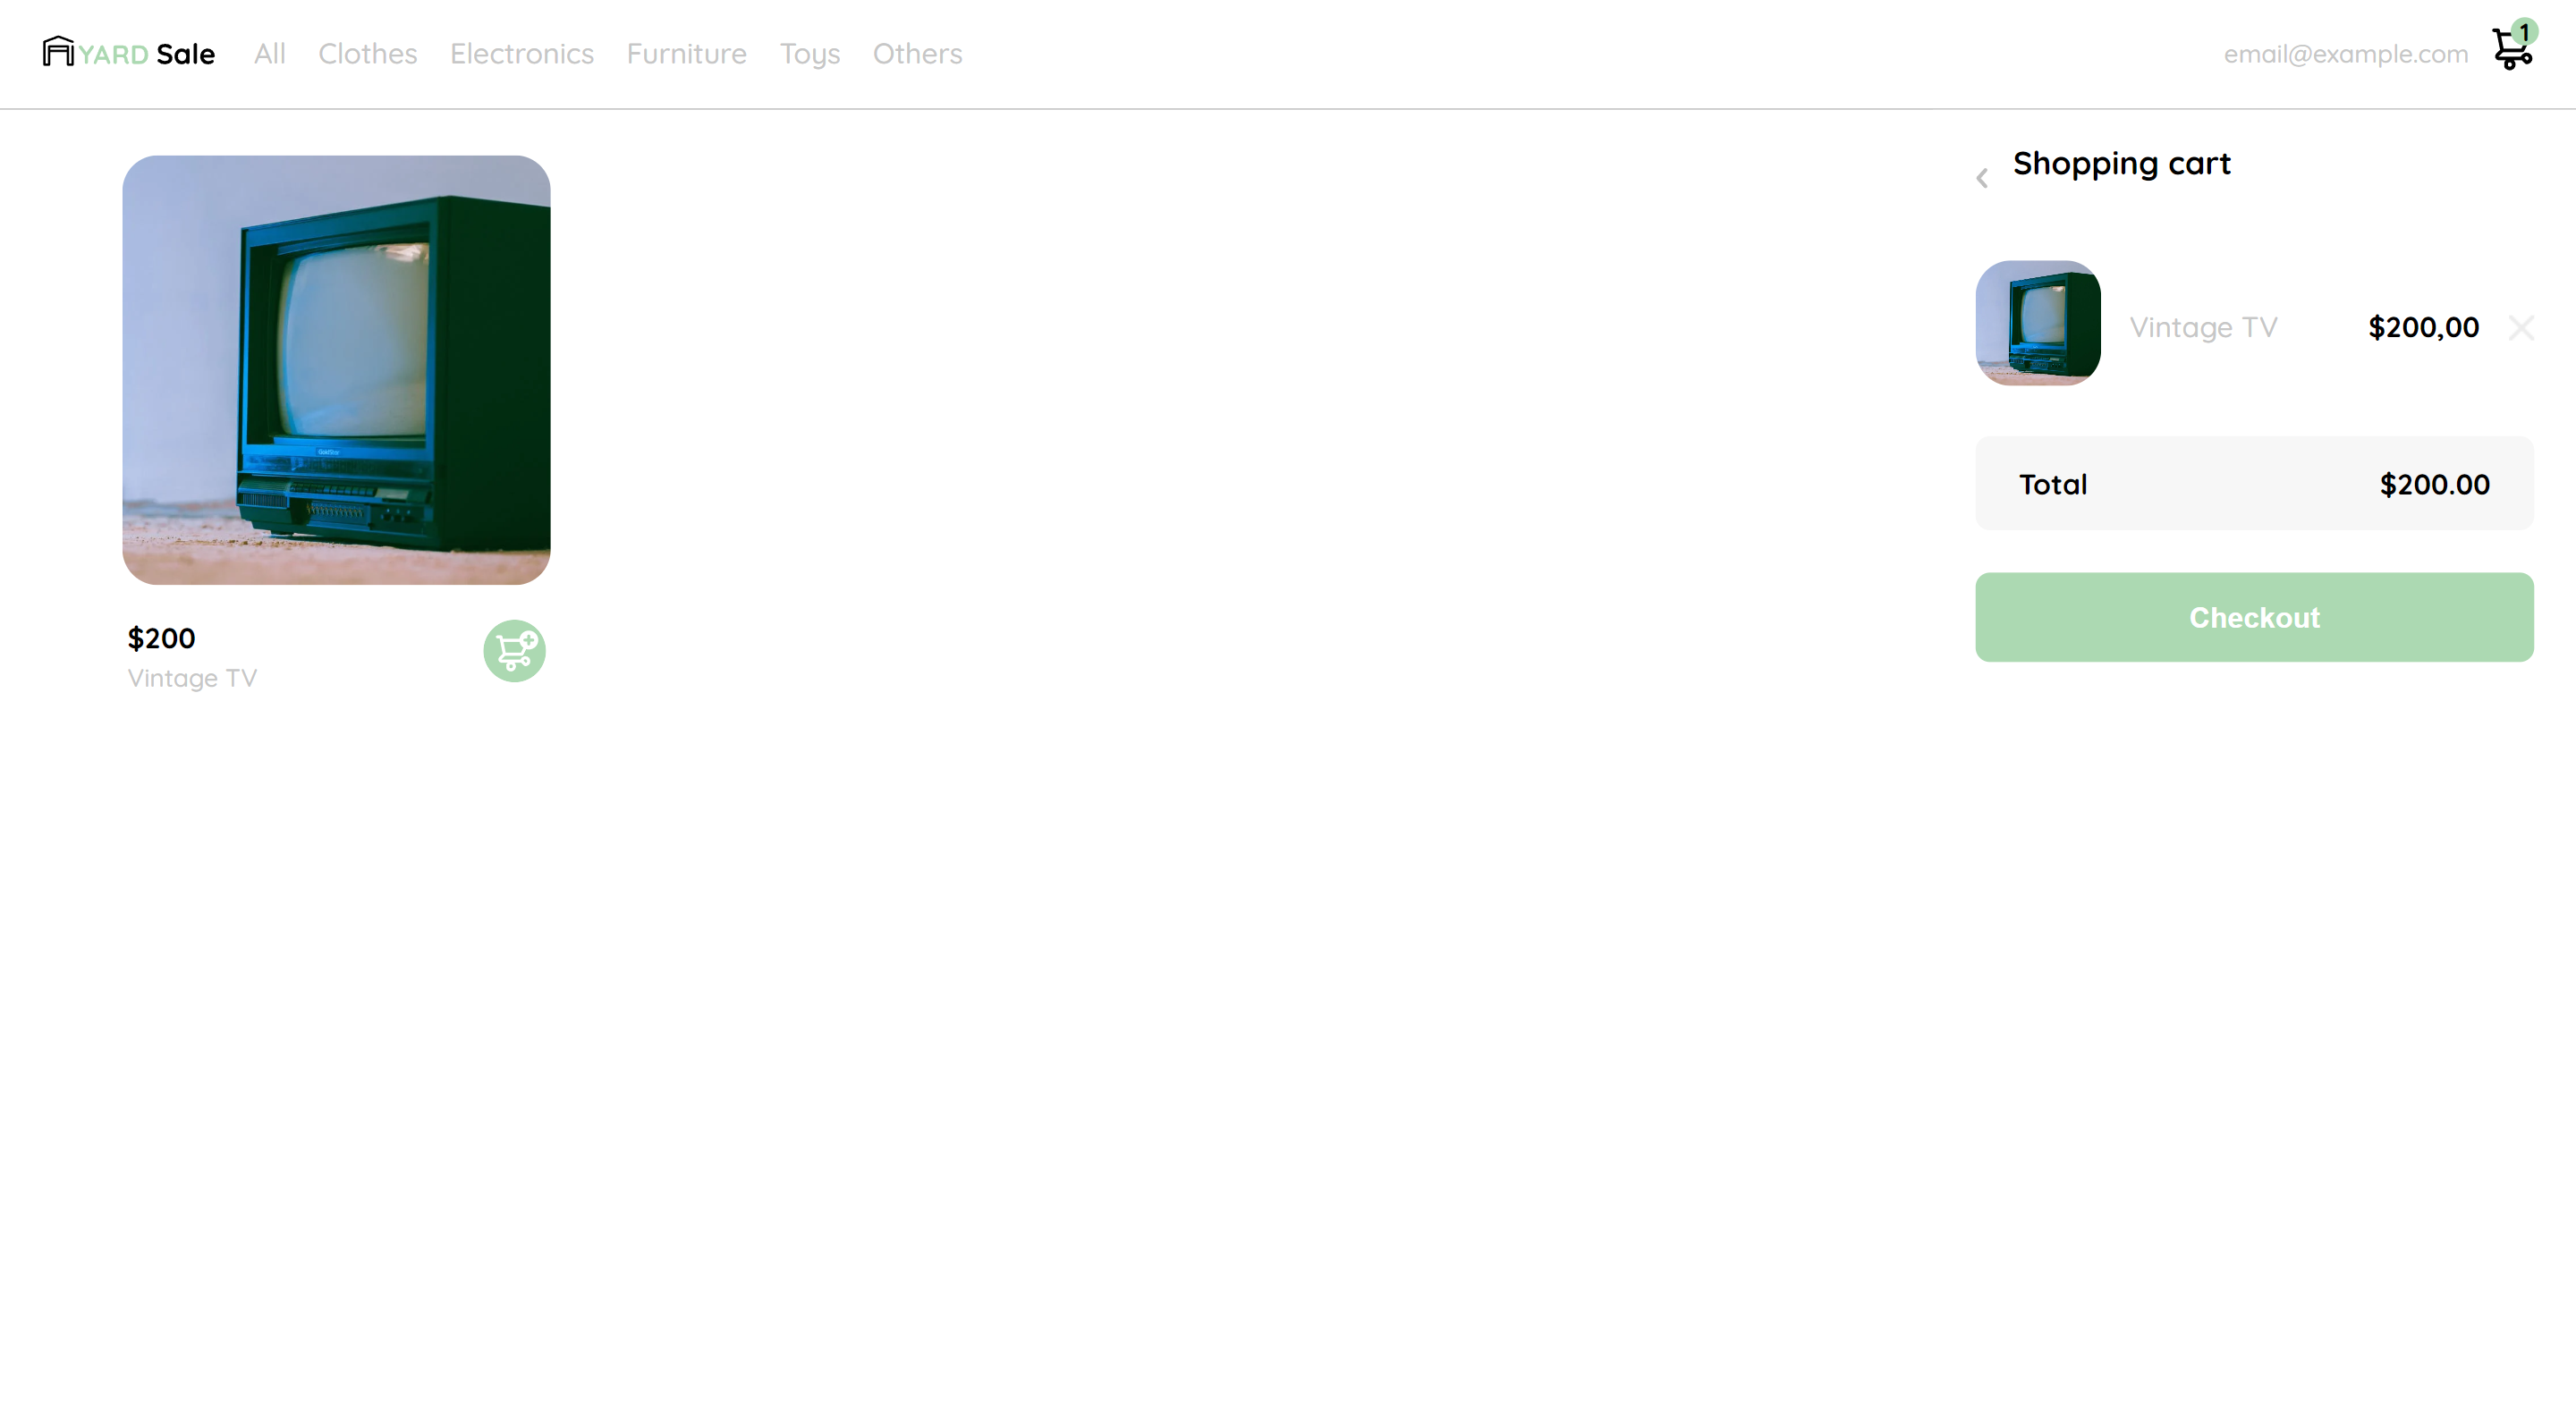 YARD Sale All Clothes Electronics Furniture Toys Others email@example.com 1
Shopping cart
Vintage TV $200,00
Total $200.00
Checkout
GoldStar
$200
Vintage TV